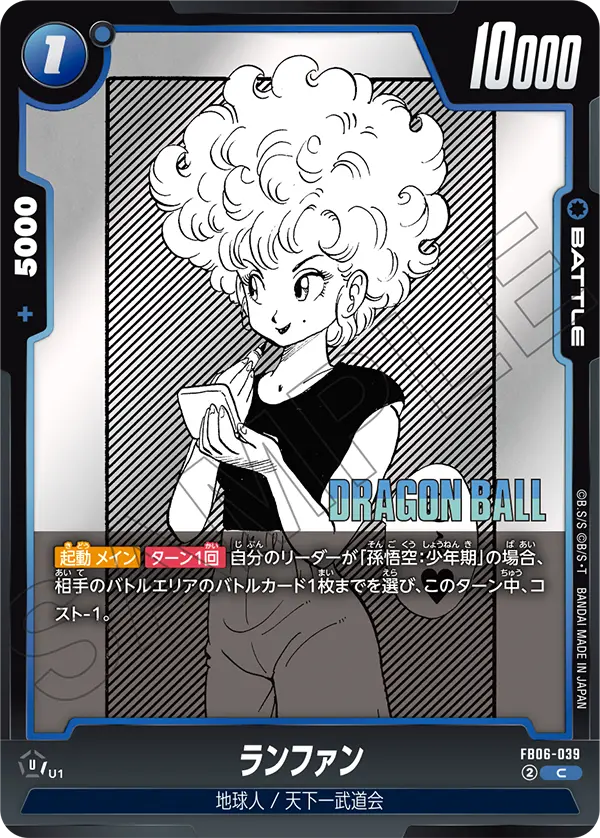 1
10000
+ 5000
BATTLE
DRAGON BALL
起動メイン ターン1回 自分のリーダーが「孫悟空:少年期」の場合、
相手のバトルエリアのバトルカード1枚までを選び、このターン中、コ
スト-1。
SAMPLE
©B.S/S ©B/S・T BANDAI MADE IN JAPAN
U U1
ランファン
FB06-039
② C
地球人 / 天下一武道会